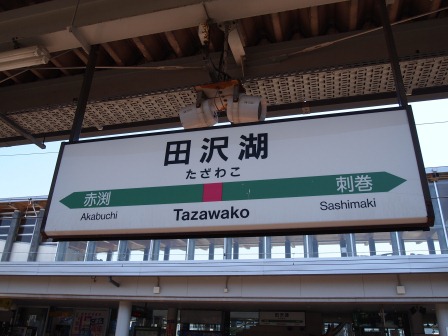 田沢湖
たざわこ
赤渕
刺巻
Akabuchi
Tazawako
Sashimaki